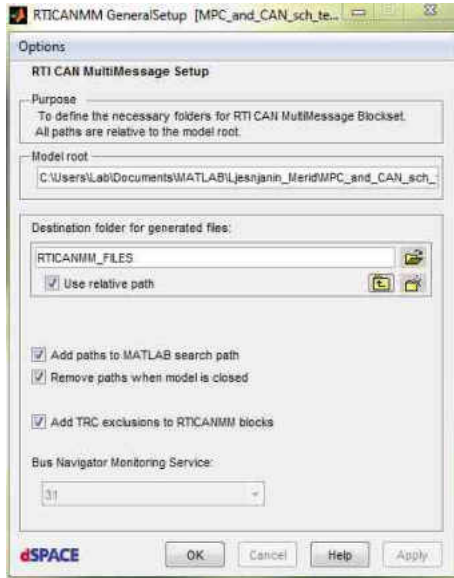 RTICANMM GeneralSetup [MPC_and_CAN_sch_te...
Options
RTI CAN MultiMessage Setup
Purpose
To define the necessary folders for RTI CAN MultiMessage Blockset.
All paths are relative to the model root.
Model root
C:\Users\Lab\Documents\MATLAB\Ljesnjanin_Merid\MPC_and_CAN_sch_
Destination folder for generated files:
RTICANMM_FILES
Use relative path
Add paths to MATLAB search path
Remove paths when model is closed
Add TRC exclusions to RTICANMM blocks
Bus Navigator Monitoring Service:
31
dSPACE
OK
Cancel
Help
Apply